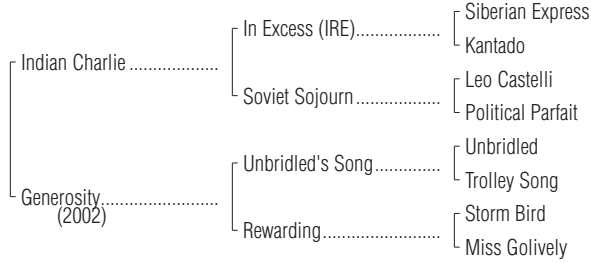 Siberian Express
In Excess (IRE)...................
Kantado
Indian Charlie ...................
Leo Castelli
Soviet Sojourn ..................
Political Parfait
Unbridled
Unbridled's Song..............
Trolley Song
Generosity.........................
(2002)
Storm Bird
Rewarding.........................
Miss Golively